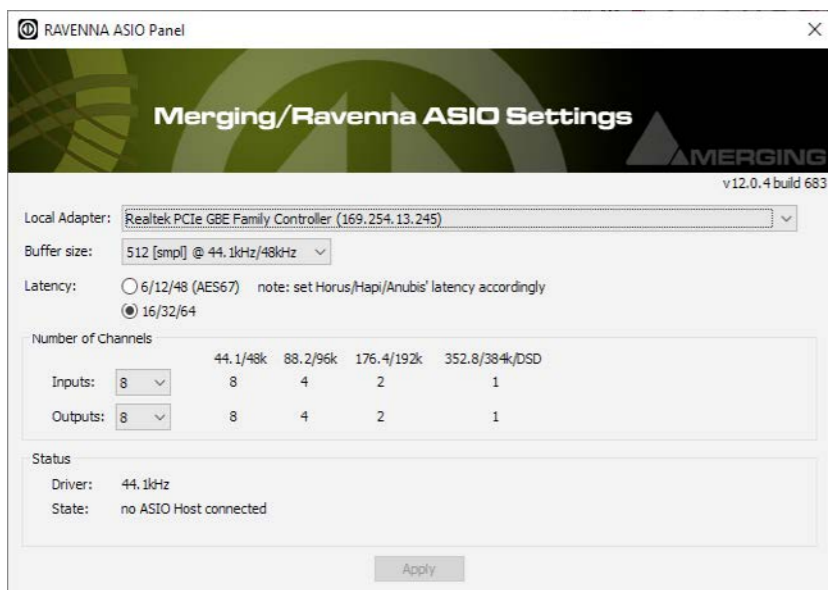 RAVENNA ASIO Panel
Merging/Ravenna ASIO Settings
MERGING
v12.0.4 build 683
Local Adapter: Realtek PCIe GBE Family Controller (169.254.13.245)
Buffer size: 512 [smpl] @ 44.1kHz/48kHz
Latency: 6/12/48 (AES67) note: set Horus/Hapi/Anubis' latency accordingly
16/32/64
Number of Channels
44.1/48k 88.2/96k 176.4/192k 352.8/384k/DSD
Inputs: 8 8 4 2 1
Outputs: 8 8 4 2 1
Status
Driver: 44.1kHz
State: no ASIO Host connected
Apply